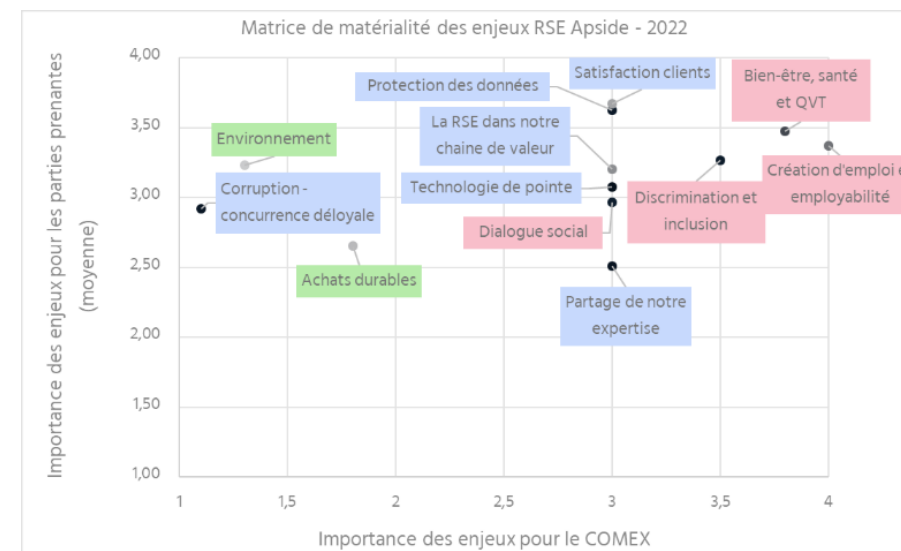 Matrice de matérialité des enjeux RSE Apside - 2022
Importance des enjeux pour les parties prenantes
(moyenne)
4,00
3,50
3,00
2,50
2,00
1,50
1,00
Satisfaction clients
Protection des données
Bien-être, santé
et QVT
La RSE dans notre
chaine de valeur
Environnement
Création d'emploi e
employabilité
Corruption -
concurrence déloyale
Technologie de pointe
Discrimination et
inclusion
Dialogue social
Achats durables
Partage de notre
expertise
1
1,5
2
2,5
3
3,5
4
Importance des enjeux pour le COMEX